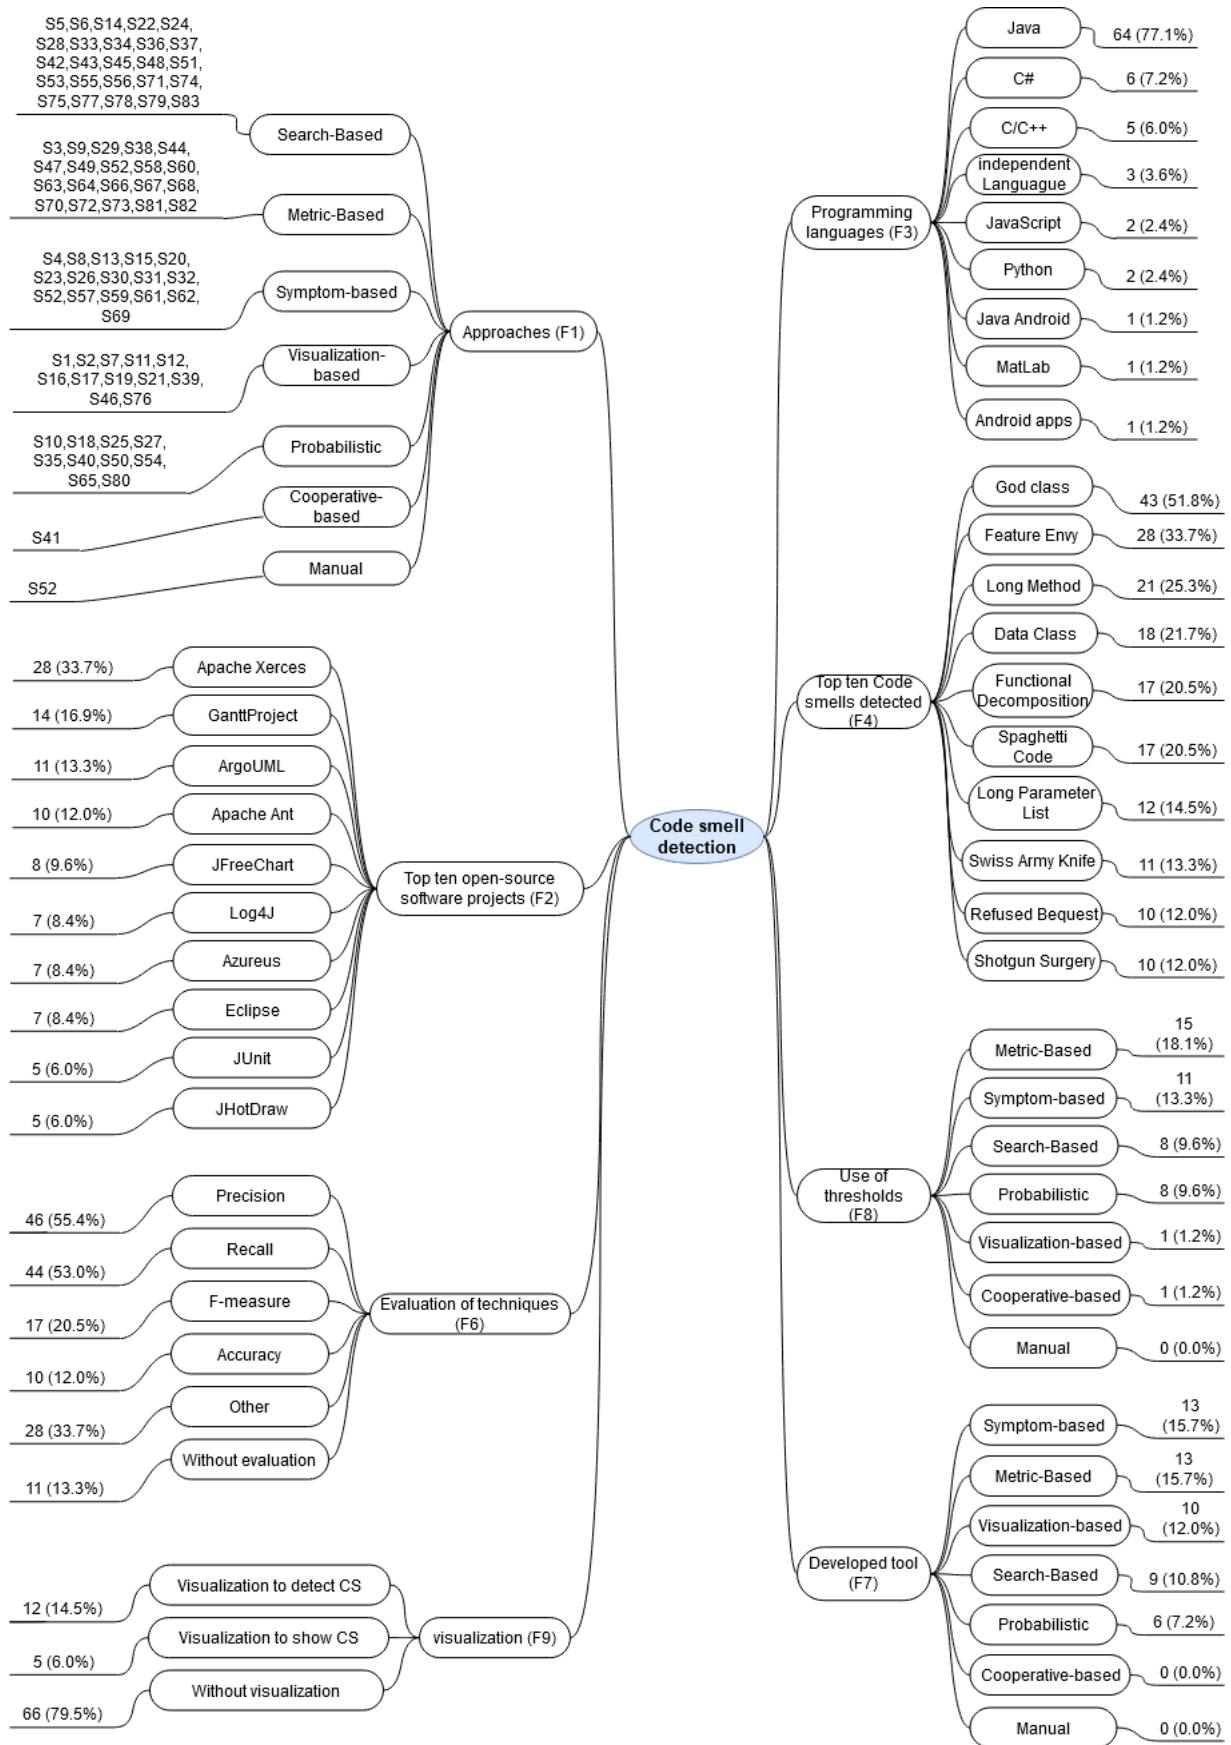 Code smell
detection
Approaches (F1)
Search-Based
S5,S6,S14,S22,S24,
S28,S33,S34,S36,S37,
S42,S43,S45,S48,S51,
S53,S55,S56,S71,S74,
S75,S77,S78,S79,S83
Metric-Based
S3,S9,S29,S38,S44,
S47,S49,S52,S58,S60,
S63,S64,S66,S67,S68,
S70,S72,S73,S81,S82
Symptom-based
S4,S8,S13,S15,S20,
S23,S26,S30,S31,S32,
S52,S57,S59,S61,S62,
S69
Visualization-
based
S1,S2,S7,S11,S12,
S16,S17,S19,S21,S39,
S46,S76
Probabilistic
S10,S18,S25,S27,
S35,S40,S50,S54,
S65,S80
Cooperative-
based
S41
Manual
S52
Top ten open-source
software projects (F2)
Apache Xerces
28 (33.7%)
GanttProject
14 (16.9%)
ArgoUML
11 (13.3%)
Apache Ant
10 (12.0%)
JFreeChart
8 (9.6%)
Log4J
7 (8.4%)
Azureus
7 (8.4%)
Eclipse
7 (8.4%)
JUnit
5 (6.0%)
JHotDraw
5 (6.0%)
Evaluation of techniques
(F6)
Precision
46 (55.4%)
Recall
44 (53.0%)
F-measure
17 (20.5%)
Accuracy
10 (12.0%)
Other
28 (33.7%)
Without evaluation
11 (13.3%)
visualization (F9)
Visualization to detect CS
12 (14.5%)
Visualization to show CS
5 (6.0%)
Without visualization
66 (79.5%)
Programming
languages (F3)
Java
64 (77.1%)
C#
6 (7.2%)
C/C++
5 (6.0%)
independent
Languague
3 (3.6%)
JavaScript
2 (2.4%)
Python
2 (2.4%)
Java Android
1 (1.2%)
MatLab
1 (1.2%)
Android apps
1 (1.2%)
Top ten Code
smells detected
(F4)
God class
43 (51.8%)
Feature Envy
28 (33.7%)
Long Method
21 (25.3%)
Data Class
18 (21.7%)
Functional
Decomposition
17 (20.5%)
Spaghetti
Code
17 (20.5%)
Long Parameter
List
12 (14.5%)
Swiss Army Knife
11 (13.3%)
Refused Bequest
10 (12.0%)
Shotgun Surgery
10 (12.0%)
Use of
thresholds
(F8)
Metric-Based
15
(18.1%)
Symptom-based
11
(13.3%)
Search-Based
8 (9.6%)
Probabilistic
8 (9.6%)
Visualization-based
1 (1.2%)
Cooperative-based
1 (1.2%)
Manual
0 (0.0%)
Developed tool
(F7)
Symptom-based
13
(15.7%)
Metric-Based
13
(15.7%)
Visualization-based
10
(12.0%)
Search-Based
9 (10.8%)
Probabilistic
6 (7.2%)
Cooperative-based
0 (0.0%)
Manual
0 (0.0%)